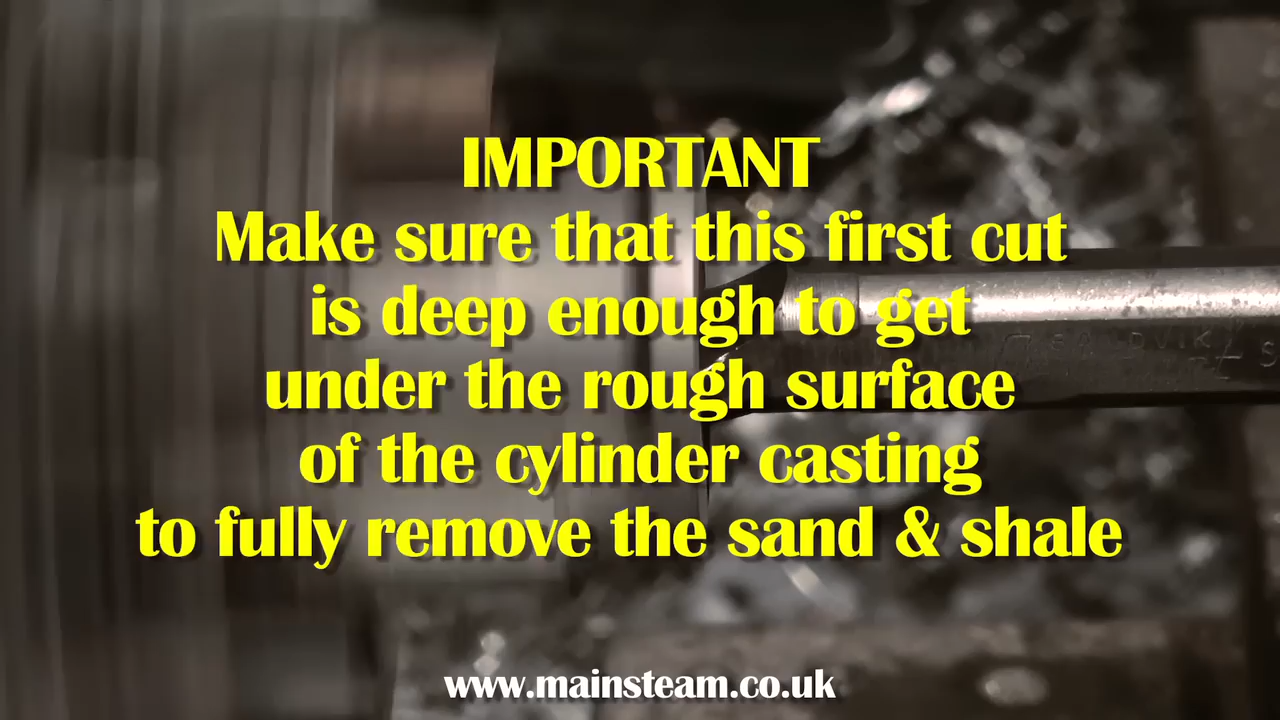 IMPORTANT
Make sure that this first cut
is deep enough to get
under the rough surface
of the cylinder casting
to fully remove the sand & shale
SANDVIK
www.mainsteam.co.uk